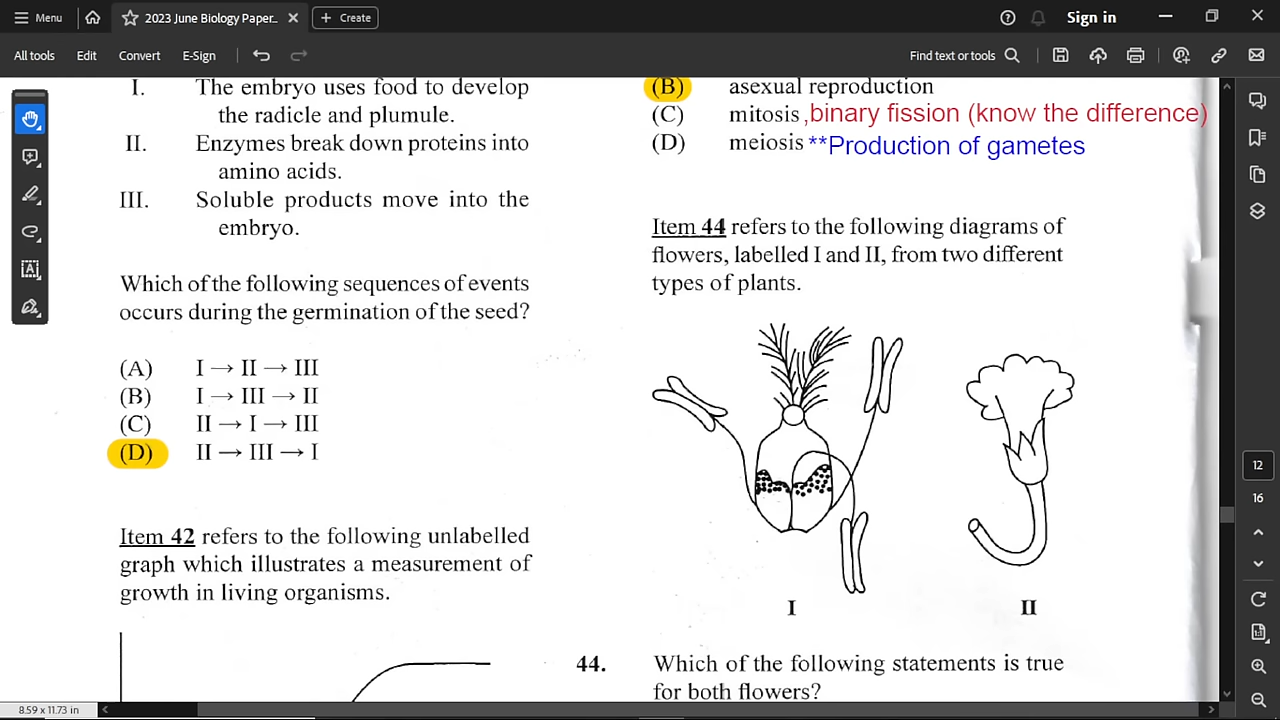 Menu
2023 June Biology Paper...
Create
Sign in
All tools
Edit
Convert
E-Sign
Find text or tools
I. The embryo uses food to develop
the radicle and plumule.
II. Enzymes break down proteins into
amino acids.
III. Soluble products move into the
embryo.
Which of the following sequences of events
occurs during the germination of the seed?
(A) I → II → III
(B) I → III → II
(C) II → I → III
(D) II → III → I
Item 42 refers to the following unlabelled
graph which illustrates a measurement of
growth in living organisms.
(B) asexual reproduction
(C) mitosis ,binary fission (know the difference)
(D) meiosis **Production of gametes
Item 44 refers to the following diagrams of
flowers, labelled I and II, from two different
types of plants.
I
II
44. Which of the following statements is true
for both flowers?
12
16
8.59 x 11.73 in